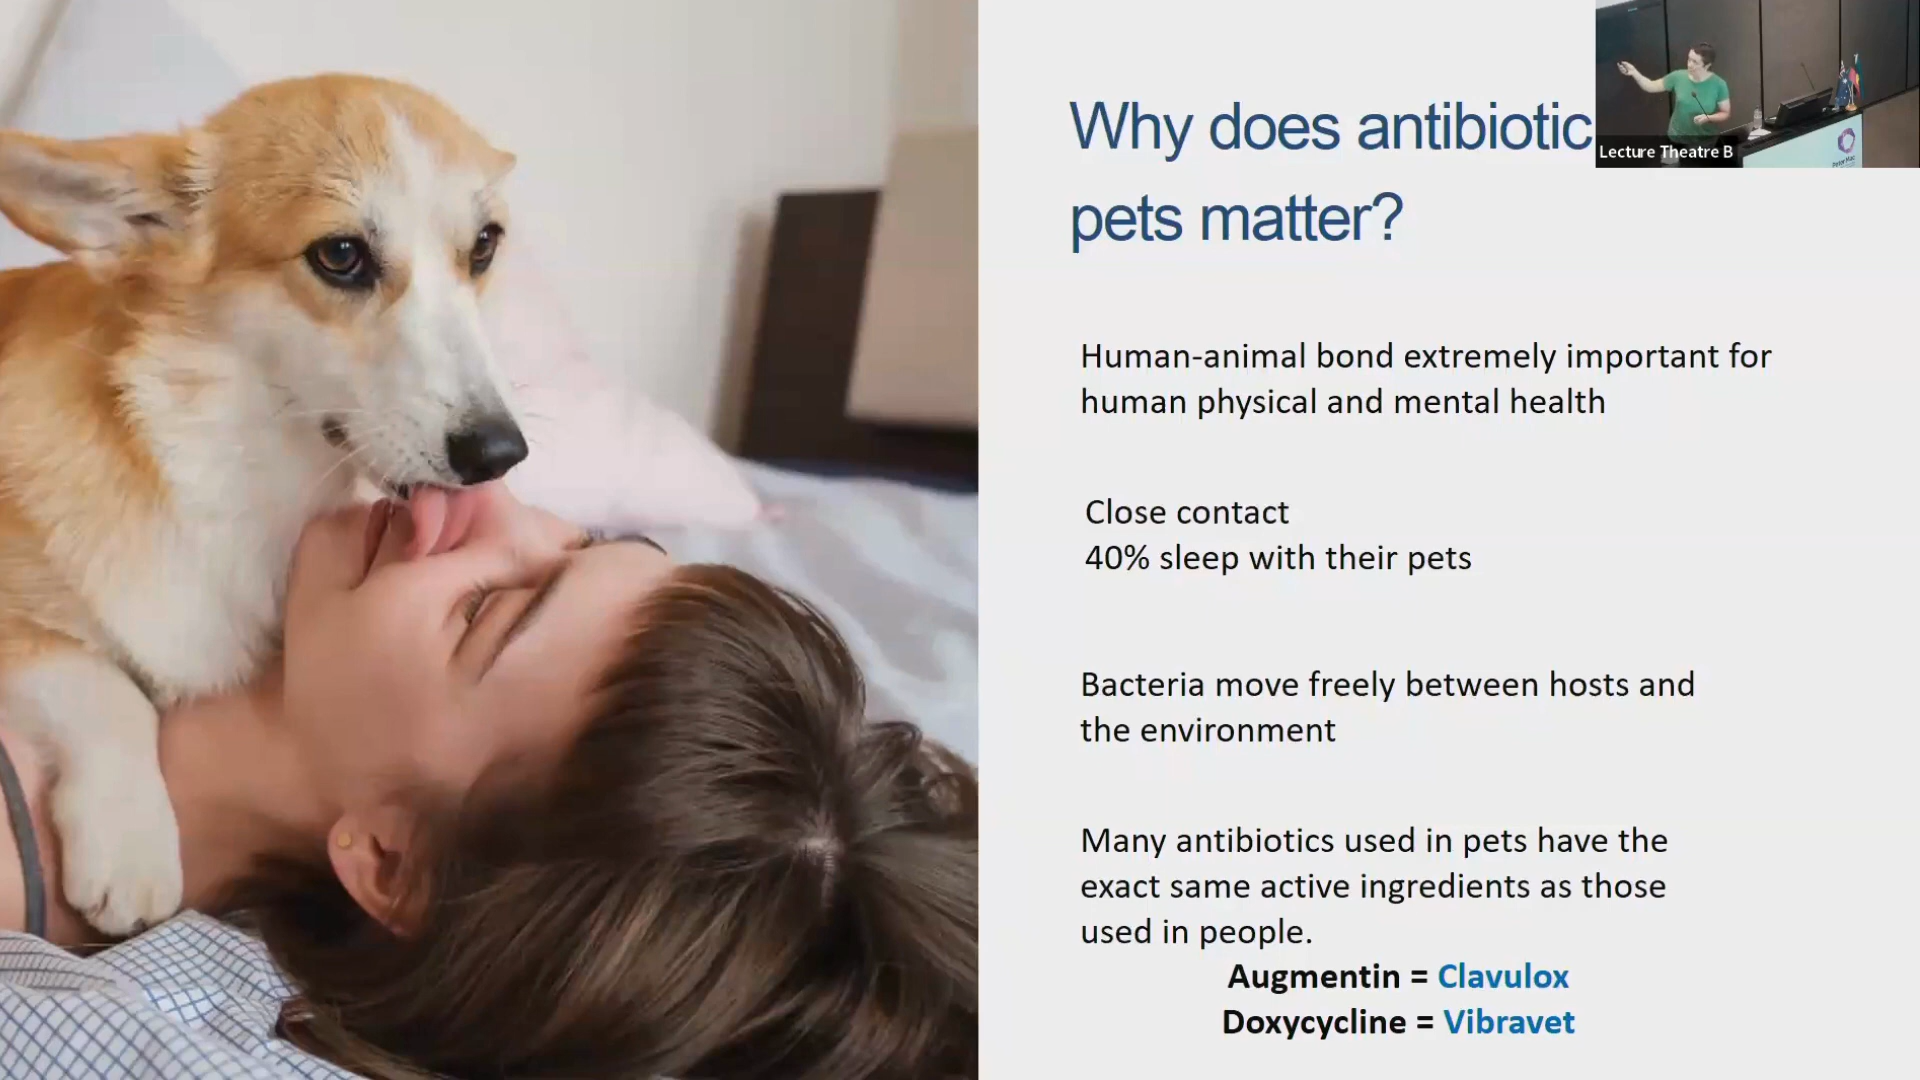 Why does antibiotic
pets matter?
Lecture Theatre B
Peter Mac
Human-animal bond extremely important for
human physical and mental health
Close contact
40% sleep with their pets
Bacteria move freely between hosts and
the environment
Many antibiotics used in pets have the
exact same active ingredients as those
used in people.
Augmentin = Clavulox
Doxycycline = Vibravet